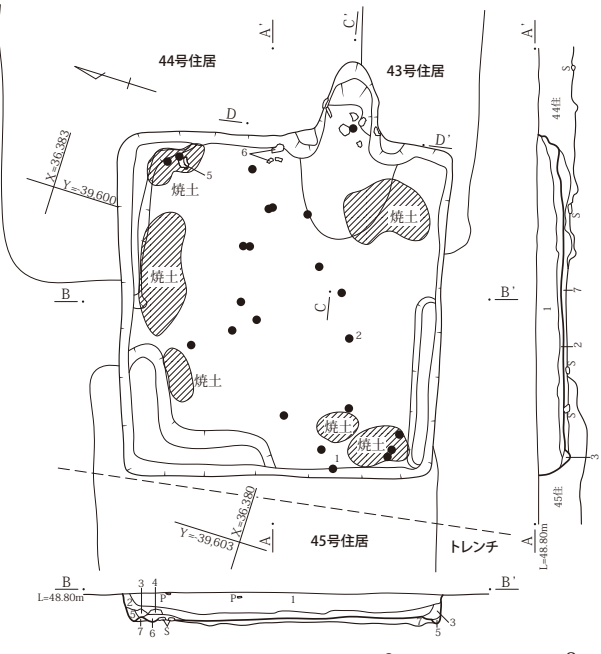 A'
C'
A'
44号住居
43号住居
S
44住
D
D'
X=36.383
Y=-39,600
6
5
焼土
焼土
S
焼土
B
B'
C
1
7
2
2
S
焼土
焼土
焼土
S
1
3
45住
X=36.380
Y=-39,603
A
45号住居
トレンチ
A
L=48.80m
B
B'
L=48.80m
3
4
P
P
1
2
5
7
6
S
7
3
5